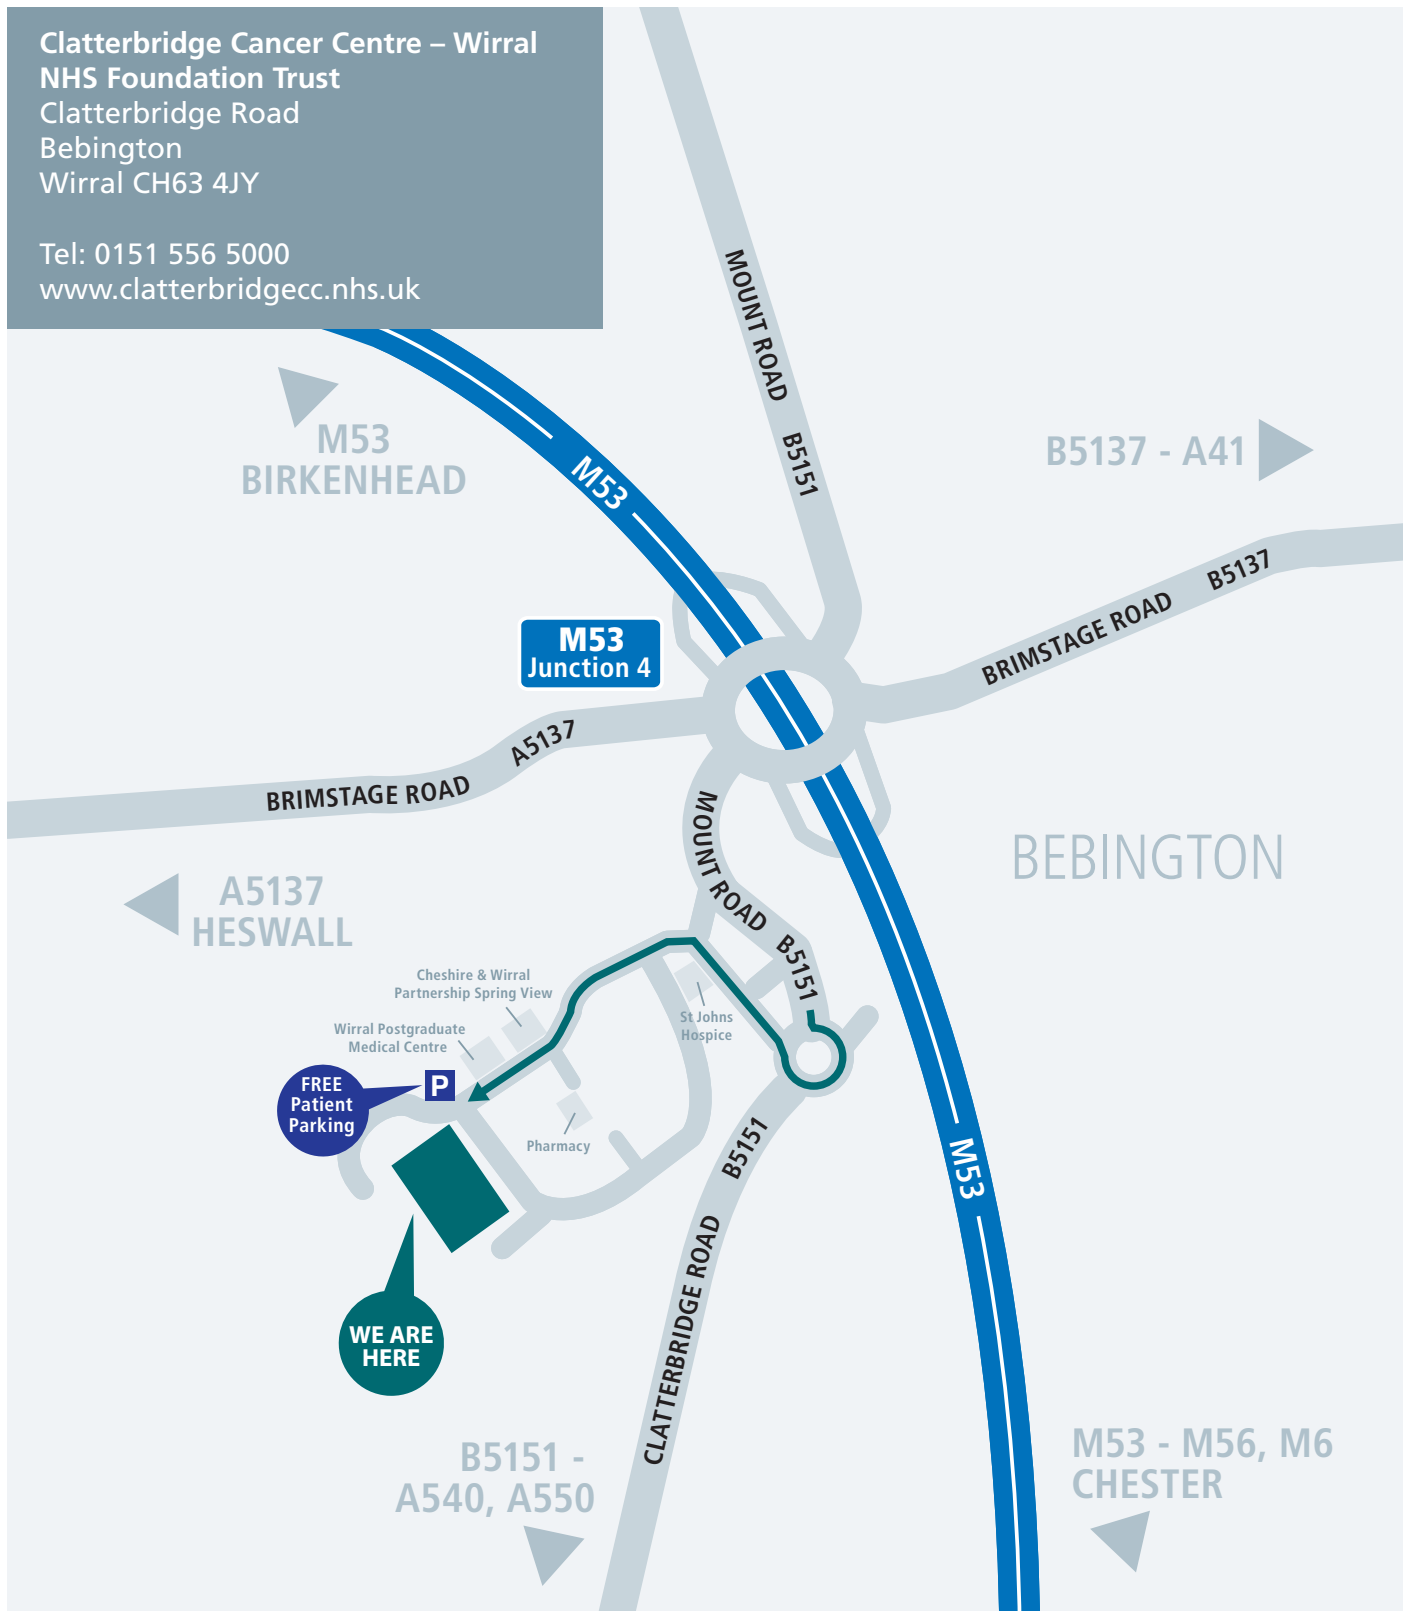 Clatterbridge Cancer Centre – Wirral
NHS Foundation Trust
Clatterbridge Road
Bebington
Wirral CH63 4JY
Tel: 0151 556 5000
www.clatterbridgecc.nhs.uk
MOUNT ROAD B5151
M53
BIRKENHEAD
B5137 - A41
M53
BRIMSTAGE ROAD B5137
M53
Junction 4
BRIMSTAGE ROAD A5137
MOUNT ROAD B5151
BEBINGTON
A5137
HESWALL
Cheshire & Wirral
Partnership Spring View
St Johns
Hospice
Wirral Postgraduate
Medical Centre
FREE
Patient
Parking
P
Pharmacy
M53
CLATTERBRIDGE ROAD B5151
WE ARE
HERE
B5151 -
A540, A550
M53 - M56, M6
CHESTER